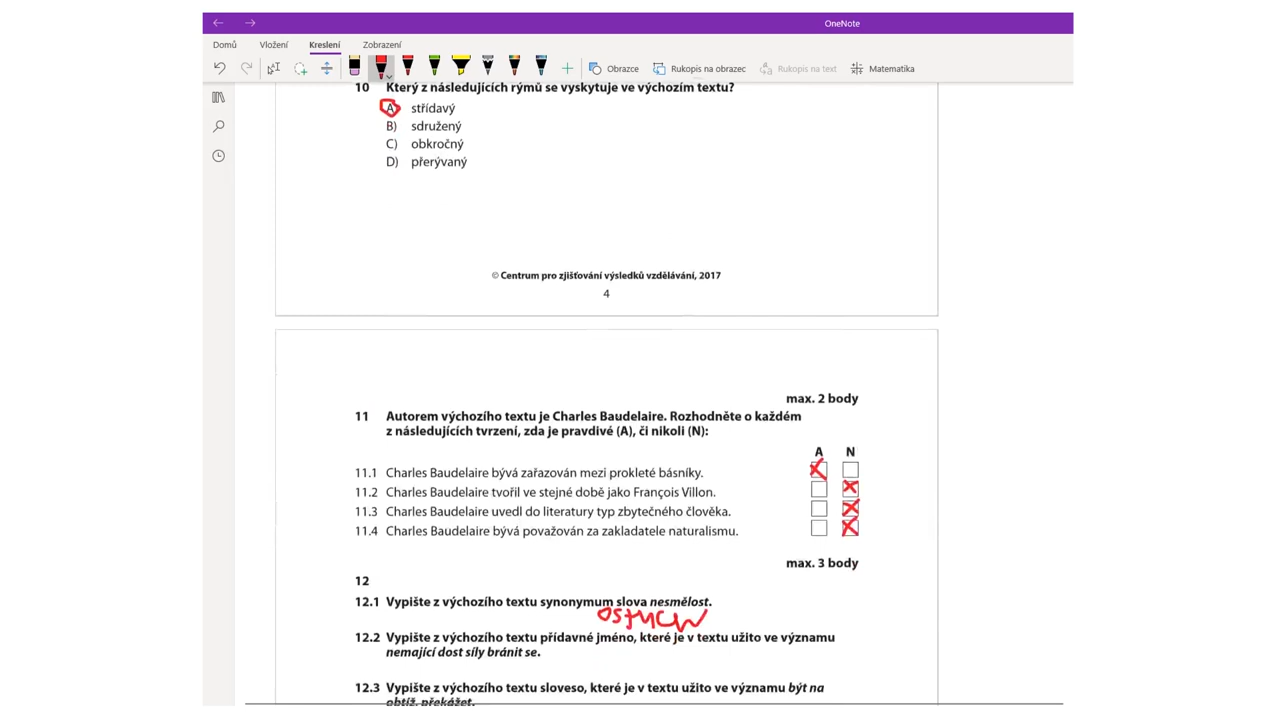 OneNote
Domů Vložení Kreslení Zobrazení
Obrazce Rukopis na obrazec Rukopis na text Matematika
10 Který z následujících rýmů se vyskytuje ve výchozím textu?
A) střídavý
B) sdružený
C) obkročný
D) přerývaný
© Centrum pro zjišťování výsledků vzdělávání, 2017
4
max. 2 body
11 Autorem výchozího textu je Charles Baudelaire. Rozhodněte o každém
z následujících tvrzení, zda je pravdivé (A), či nikoli (N):
A N
11.1 Charles Baudelaire bývá zařazován mezi prokleté básníky.
11.2 Charles Baudelaire tvořil ve stejné době jako François Villon.
11.3 Charles Baudelaire uvedl do literatury typ zbytečného člověka.
11.4 Charles Baudelaire bývá považován za zakladatele naturalismu.
max. 3 body
12
12.1 Vypište z výchozího textu synonymum slova nesmělost.
12.2 Vypište z výchozího textu přídavné jméno, které je v textu užito ve významu
nemající dost síly bránit se.
12.3 Vypište z výchozího textu sloveso, které je v textu užito ve významu být na
obtíž, překážet.